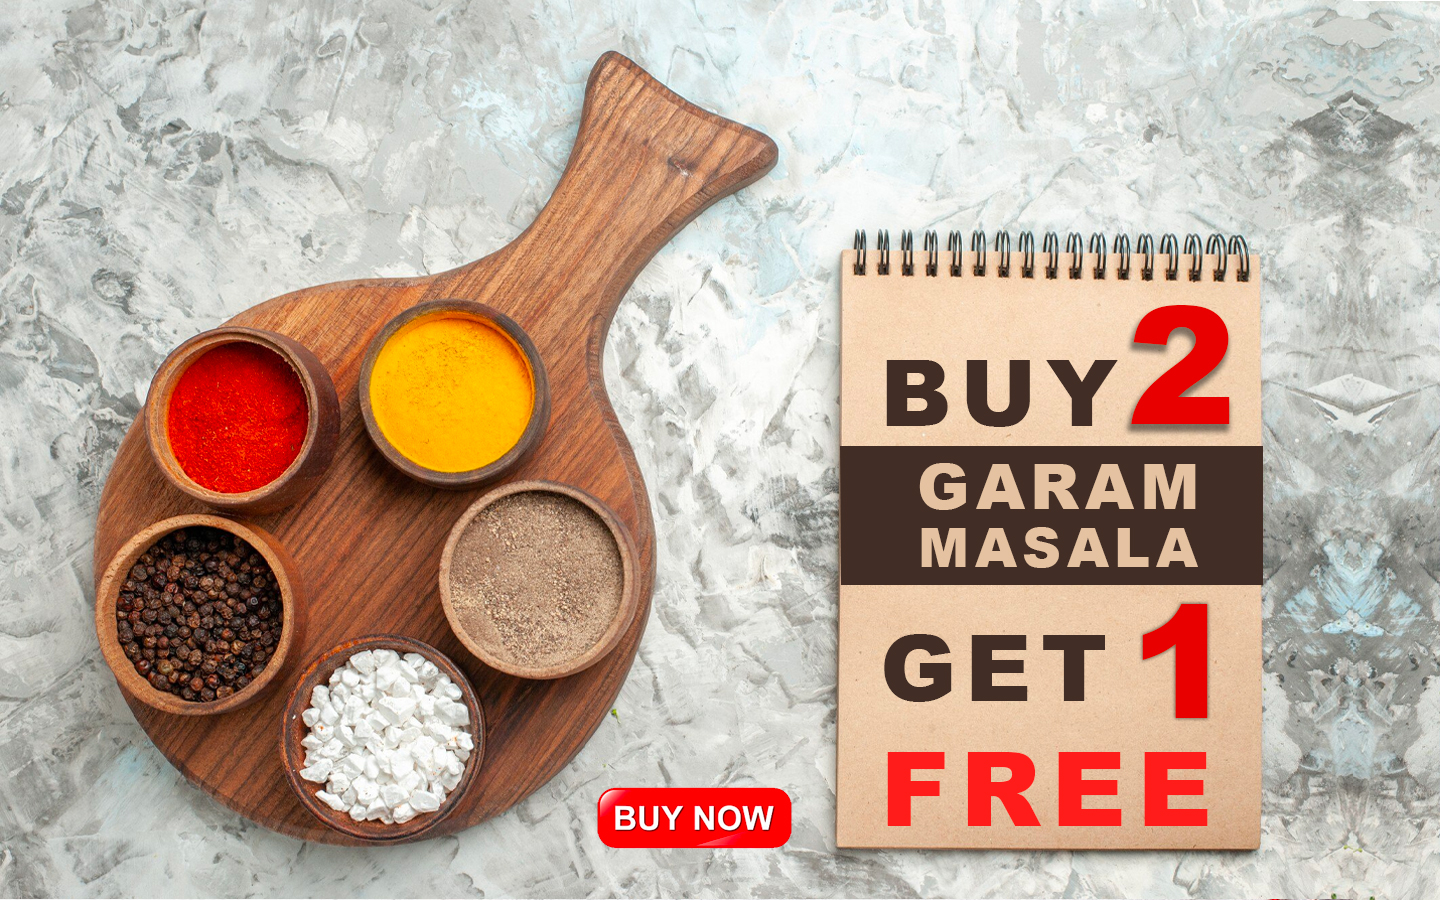 BUY 2
GARAM
MASALA
GET 1
FREE
BUY NOW